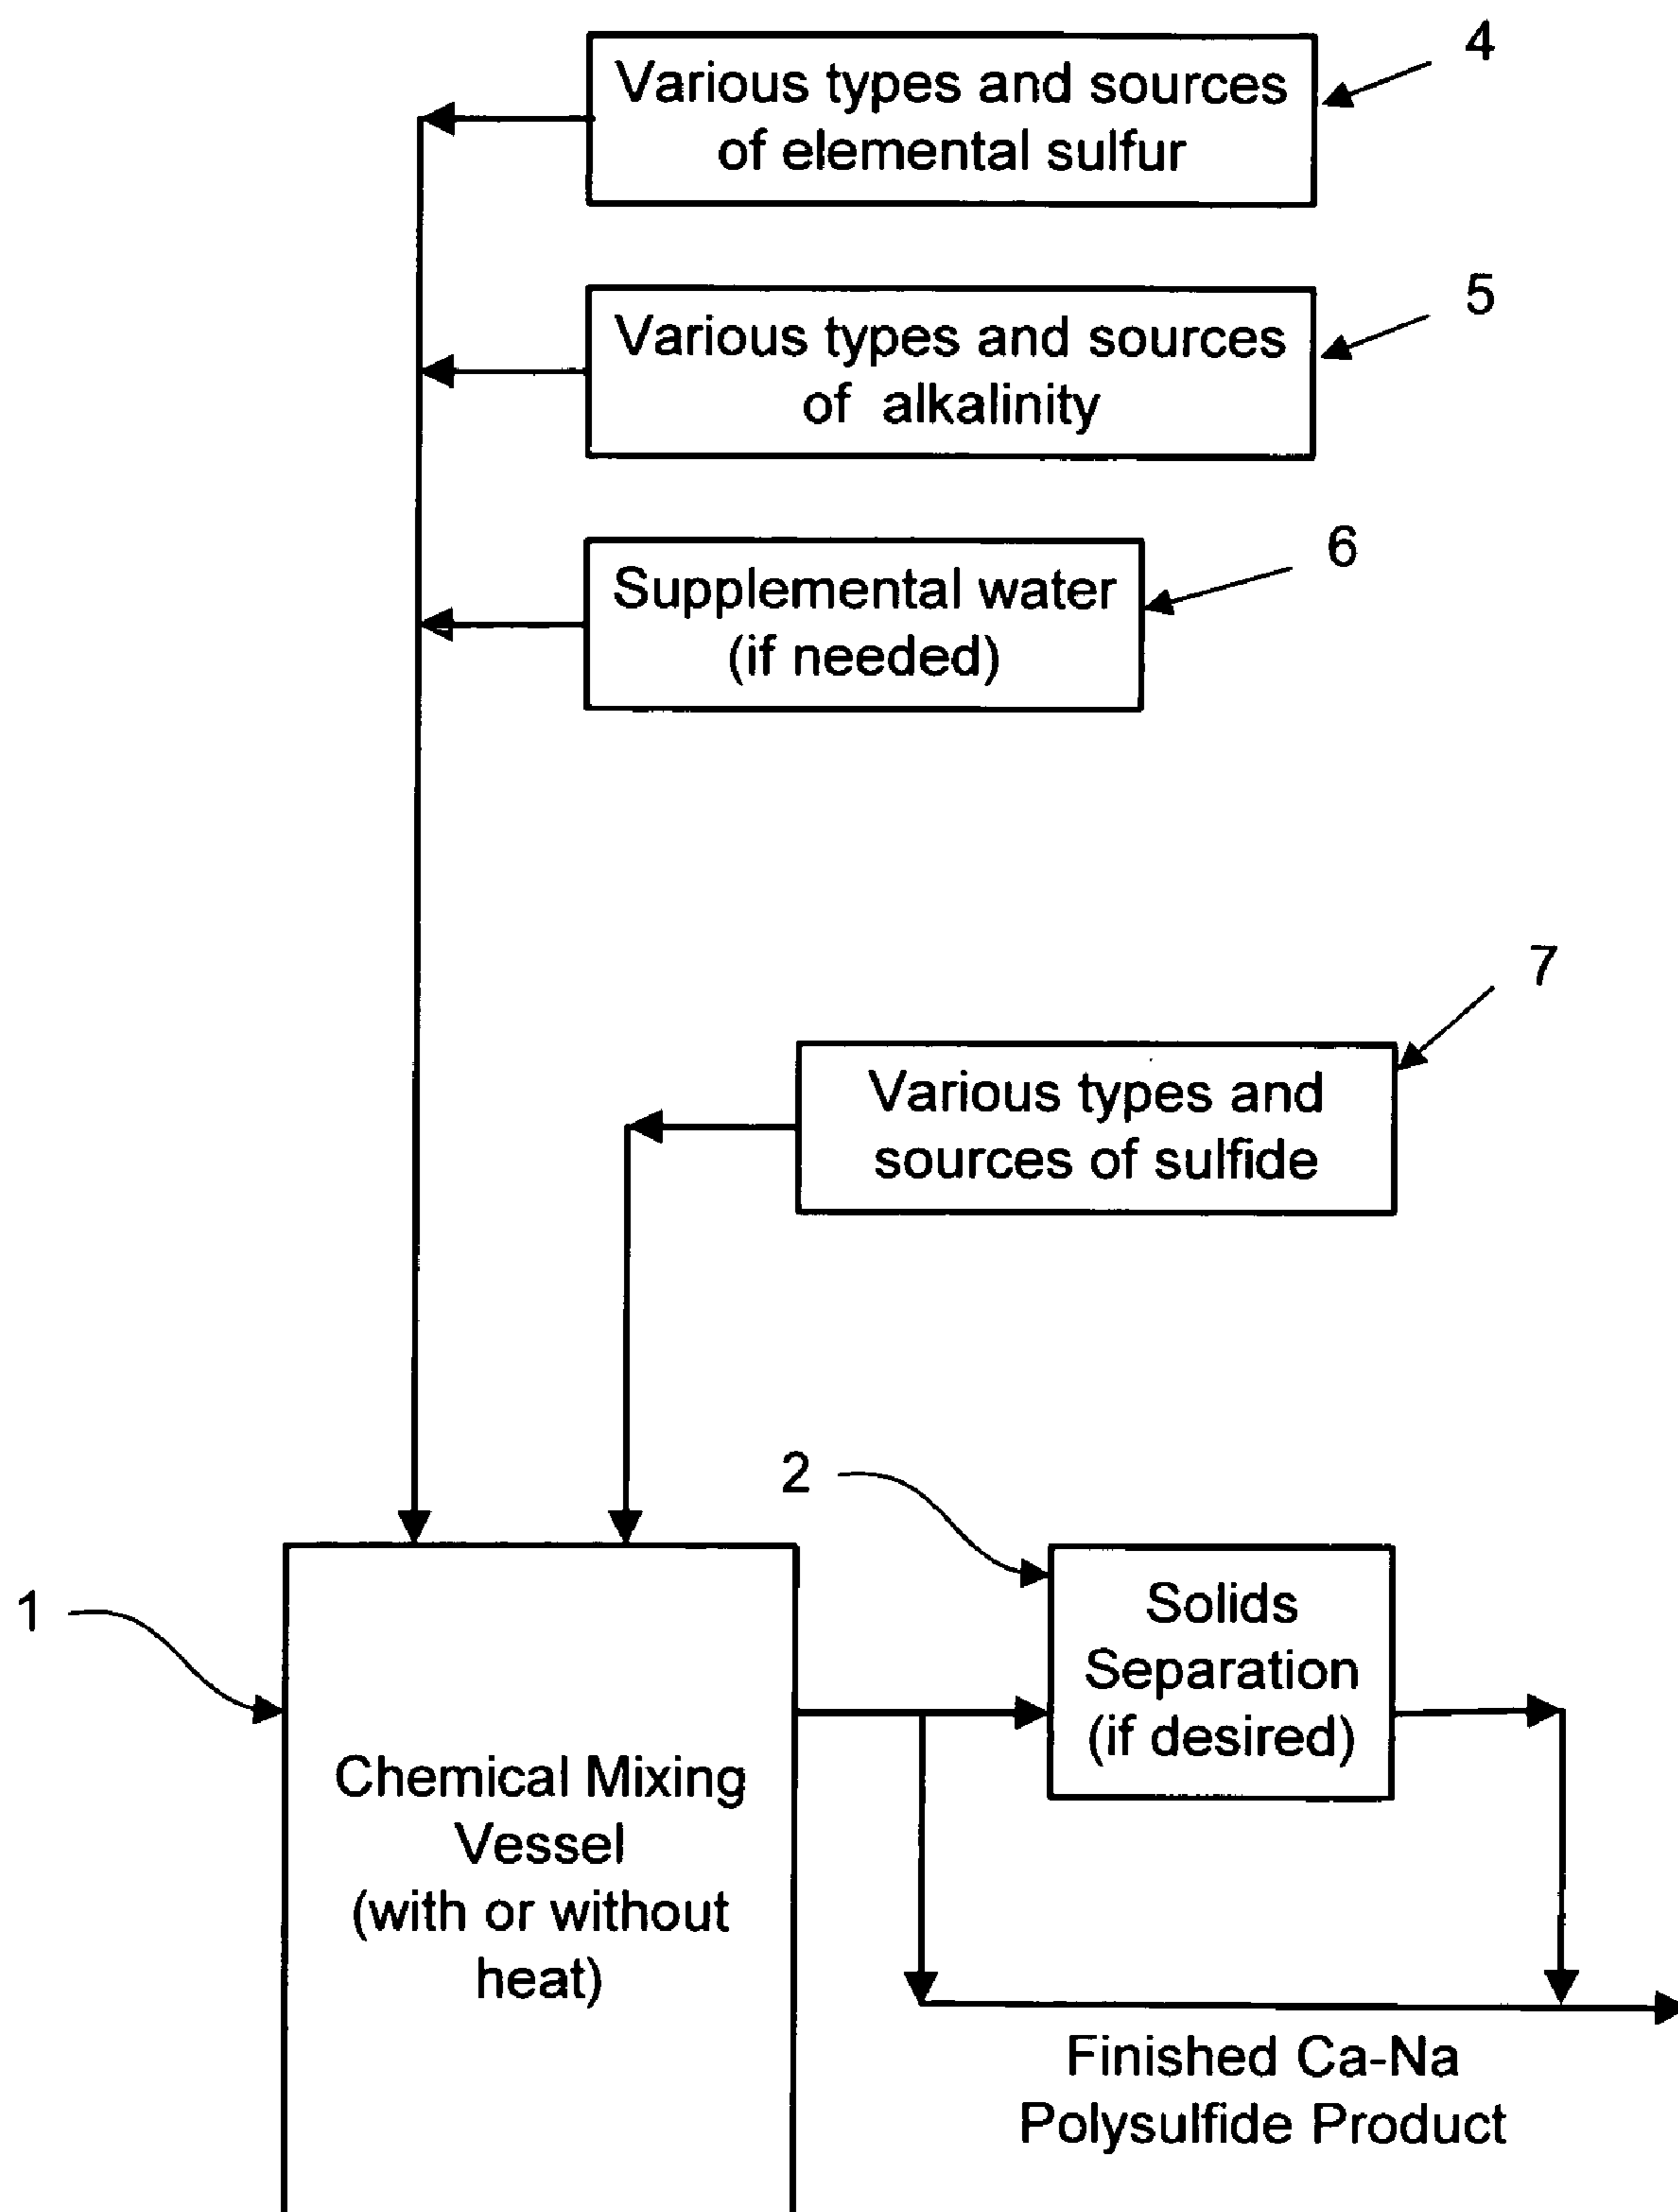 4
Various types and sources
of elemental sulfur
5
Various types and sources
of alkalinity
6
Supplemental water
(if needed)
7
Various types and
sources of sulfide
2
Solids
Separation
(if desired)
1
Chemical Mixing
Vessel
(with or without
heat)
Finished Ca-Na
Polysulfide Product